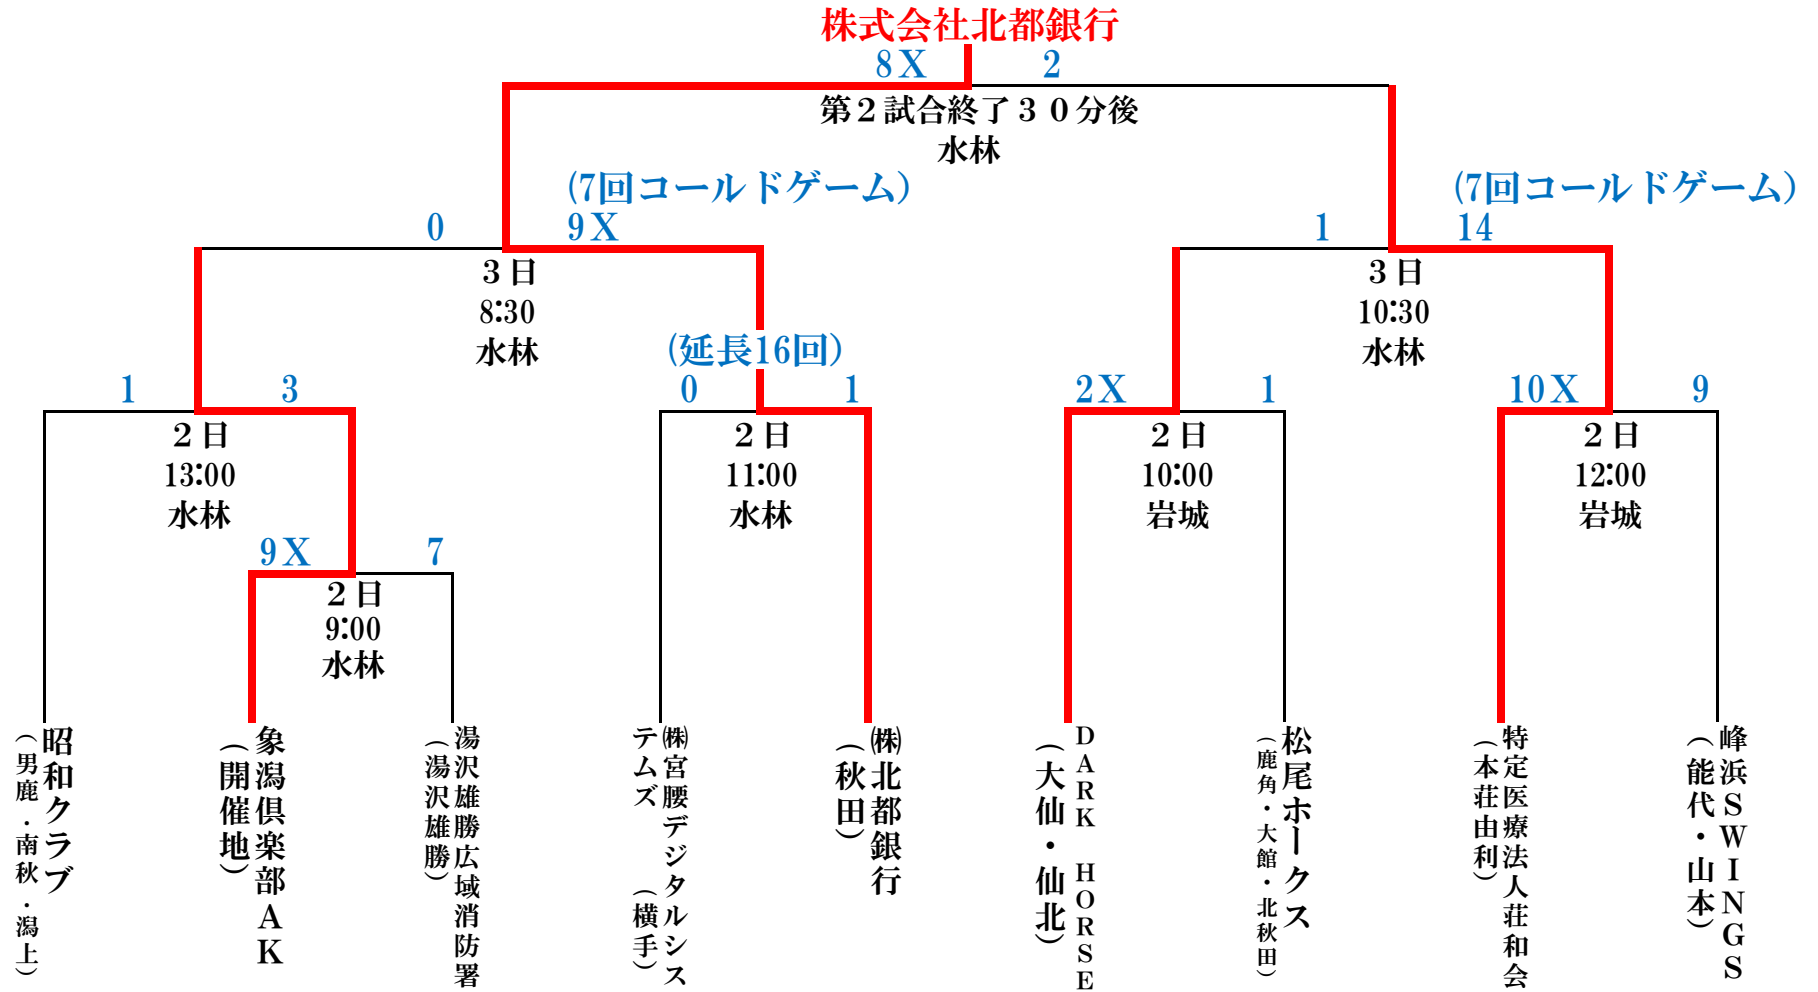 株式会社北都銀行
8X 2
第２試合終了３０分後
水林
(7回コールドゲーム) (7回コールドゲーム)
0 9X 1 14
３日 ３日
8:30 10:30
水林 水林
(延長16回)
1 3 0 1 2X 1 10X 9
２日 ２日 ２日 ２日
13:00 11:00 10:00 12:00
水林 水林 岩城 岩城
9X 7
２日
9:00
水林
昭和クラブ
（男鹿・南秋・潟上）
象潟倶楽部ＡＫ
（開催地）
湯沢雄勝広域消防署
（湯沢雄勝）
㈱宮腰デジタルシス
テムズ　　（横手）
㈱北都銀行
（秋田）
DARK HORSE
（大仙・仙北）
松尾ホークス
（鹿角・大館・北秋田）
特定医療法人荘和会
（本荘由利）
峰浜ＳＷＩＮＧＳ
（能代・山本）